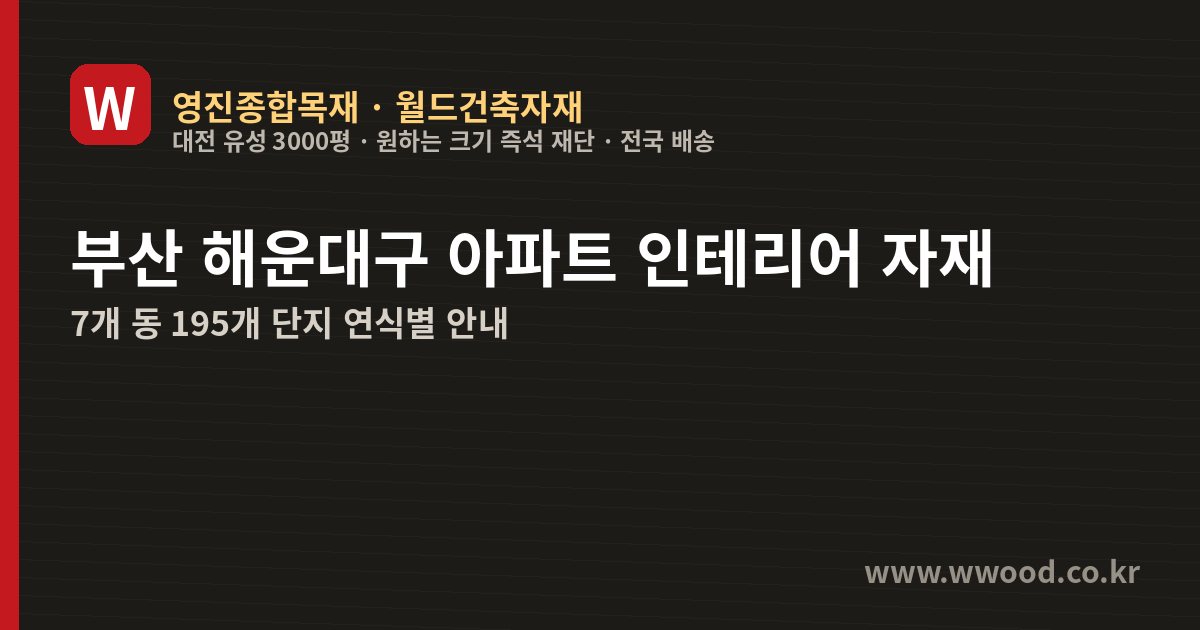 W
영진종합목재 · 월드건축자재
대전 유성 3000평 · 원하는 크기 즉석 재단 · 전국 배송
부산 해운대구 아파트 인테리어 자재
7개 동 195개 단지 연식별 안내
www.wwood.co.kr